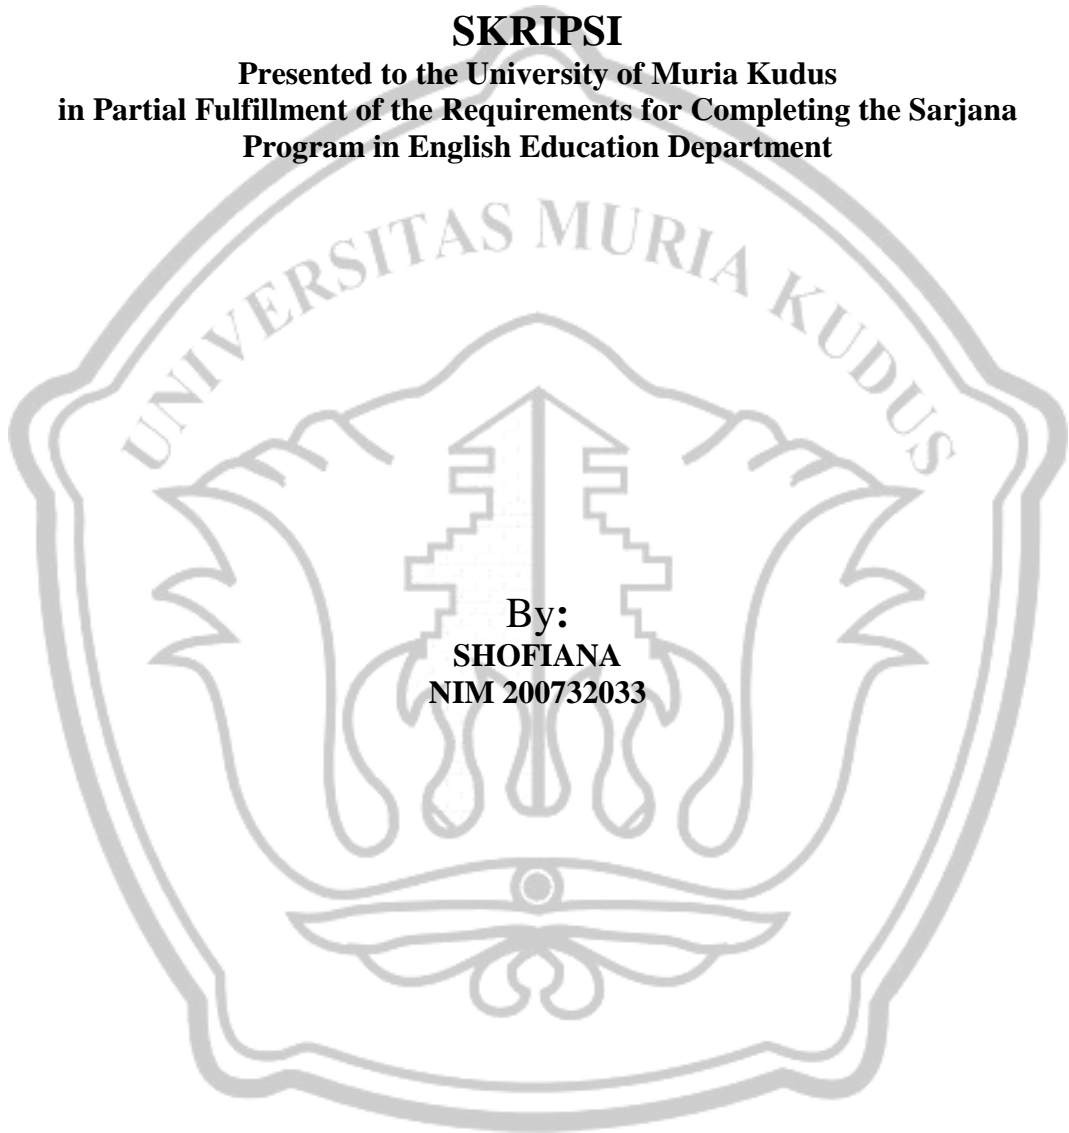 SKRIPSI
Presented to the University of Muria Kudus
in Partial Fulfillment of the Requirements for Completing the Sarjana
Program in English Education Department
UNIVERSITAS MURIA KUDUS
By:
SHOFIANA
NIM 200732033